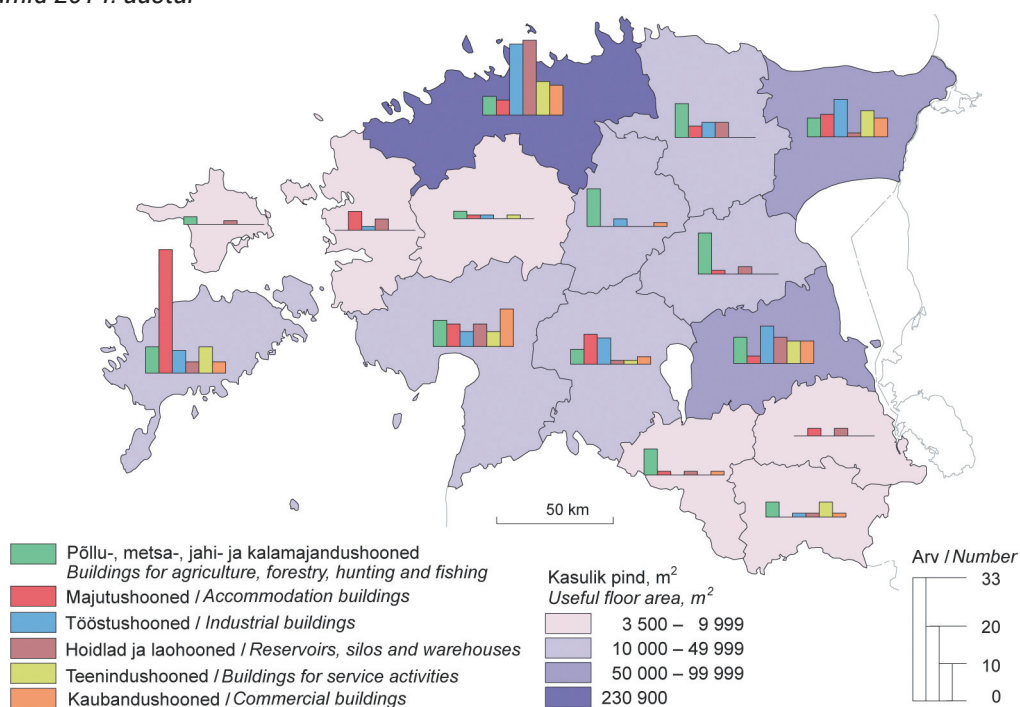 2014. aastal
50 km
Põllu-, metsa-, jahi- ja kalamajandushooned
Buildings for agriculture, forestry, hunting and fishing
Majutushooned / Accommodation buildings
Tööstushooned / Industrial buildings
Hoidlad ja laohooned / Reservoirs, silos and warehouses
Teenindushooned / Buildings for service activities
Kaubandushooned / Commercial buildings
Kasulik pind, m²
Useful floor area, m²
3 500 – 9 999
10 000 – 49 999
50 000 – 99 999
230 900
Arv / Number
33
20
10
0